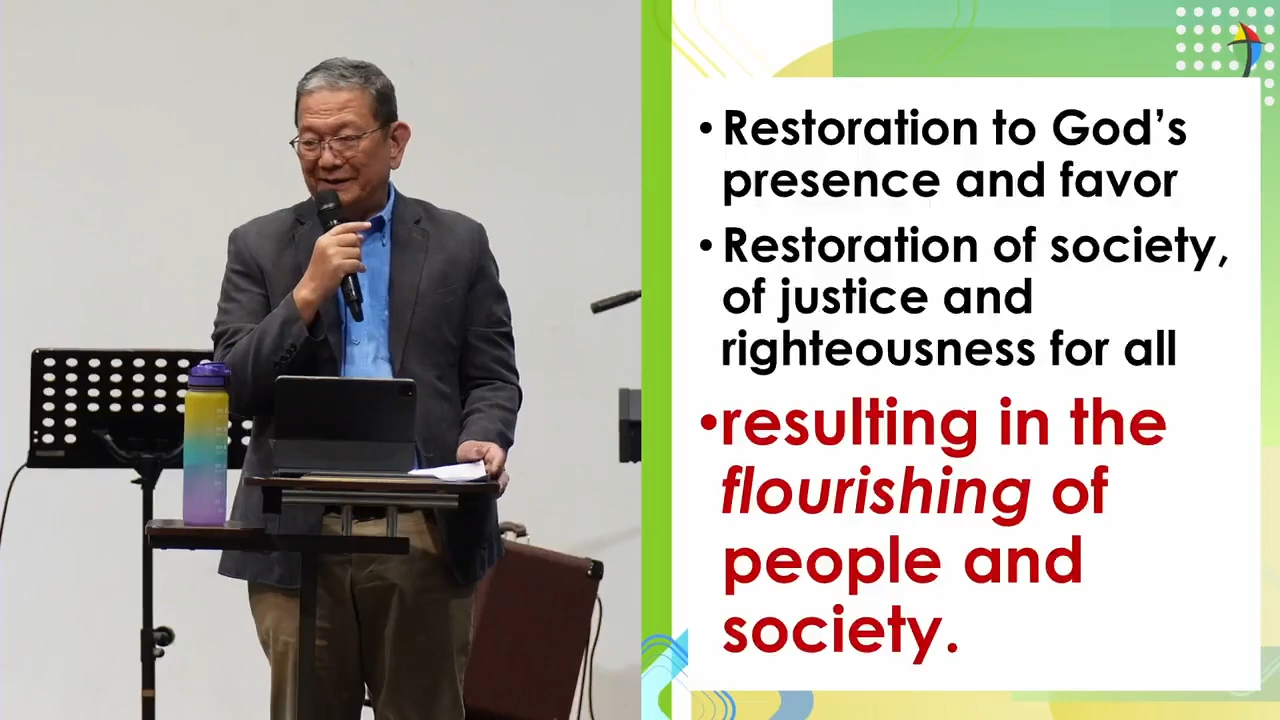 • Restoration to God’s
presence and favor
• Restoration of society,
of justice and
righteousness for all
• resulting in the
flourishing of
people and
society.